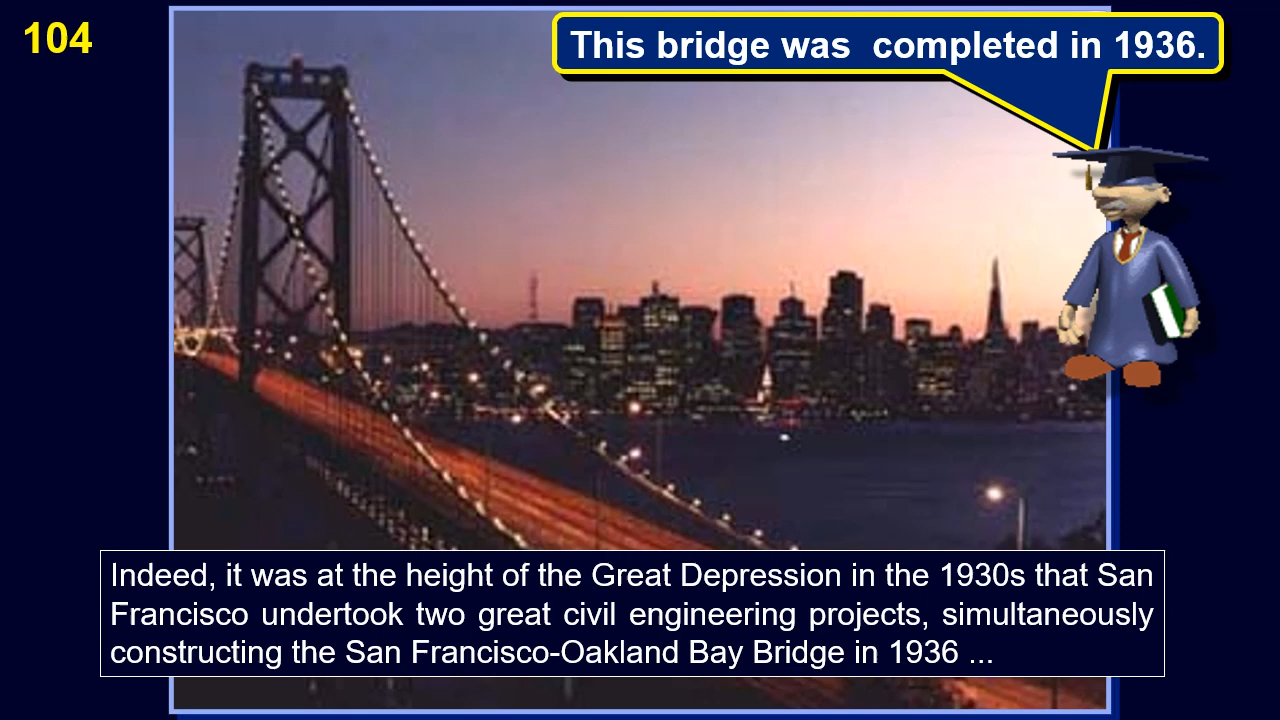 104
This bridge was  completed in 1936.
Indeed, it was at the height of the Great Depression in the 1930s that San
Francisco undertook two great civil engineering projects, simultaneously
constructing the San Francisco-Oakland Bay Bridge in 1936 ...